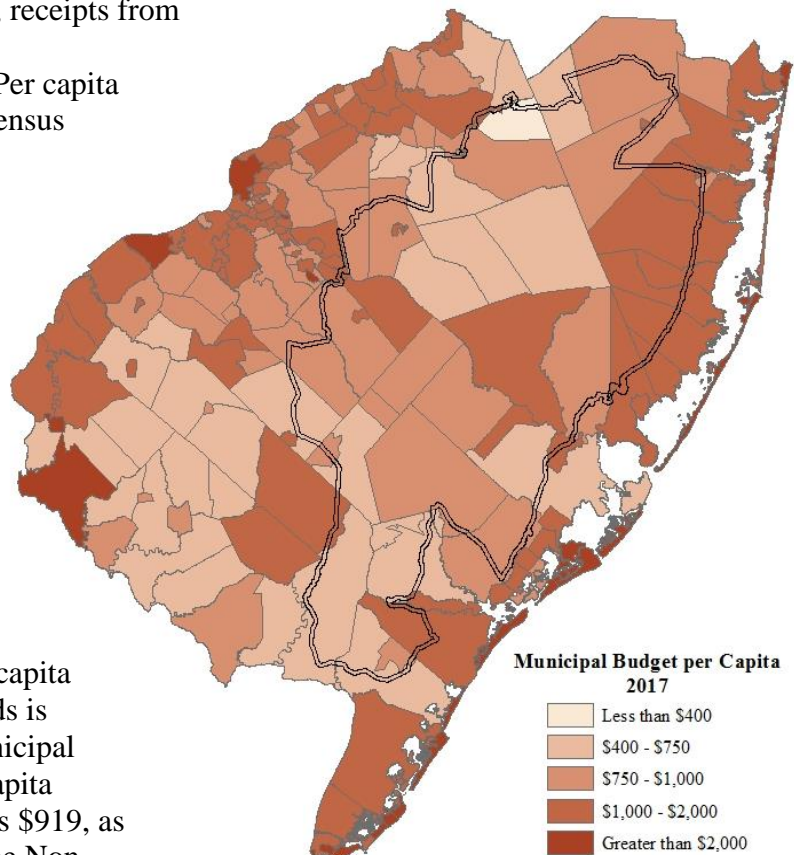 receipts from
Per capita
ensus
capita
ds is
nicipal
apita
s $919, as
e Non
Municipal Budget per Capita
2017
Less than $400
$400 - $750
$750 - $1,000
$1,000 - $2,000
Greater than $2,000